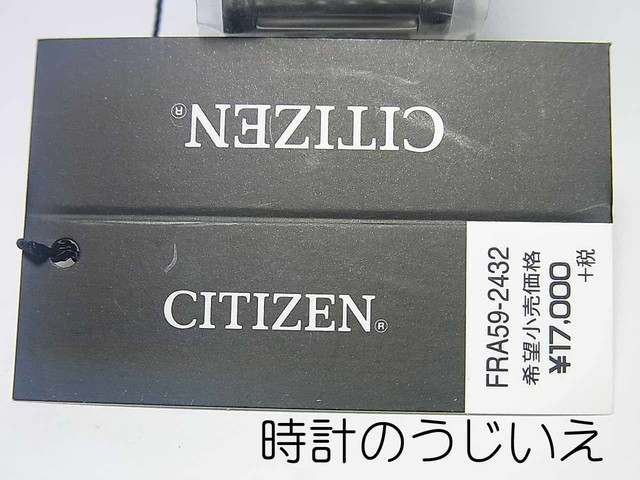 CITIZEN®
CITIZEN®
FRA59-2432
希望小売価格
¥17,000
+税
時計のうじいえ